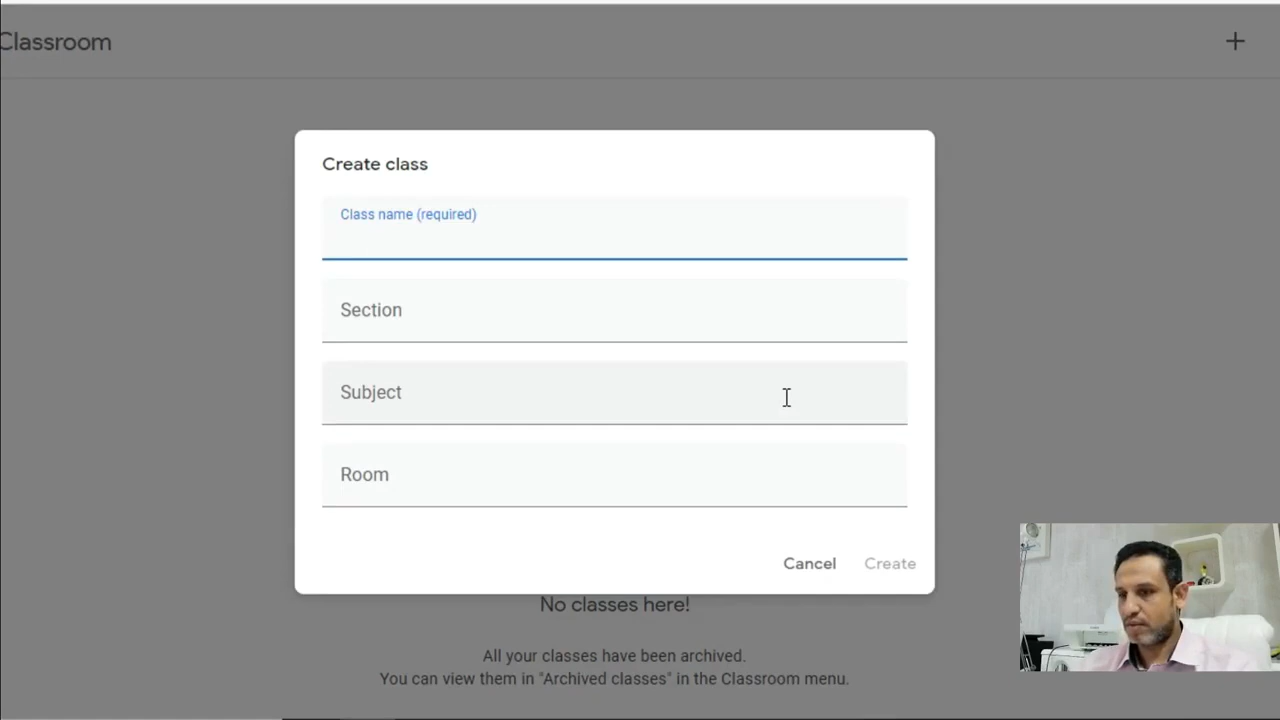 Classroom
Create class
Class name (required)
Section
Subject
Room
Cancel Create
No classes here!
All your classes have been archived.
You can view them in "Archived classes" in the Classroom menu.